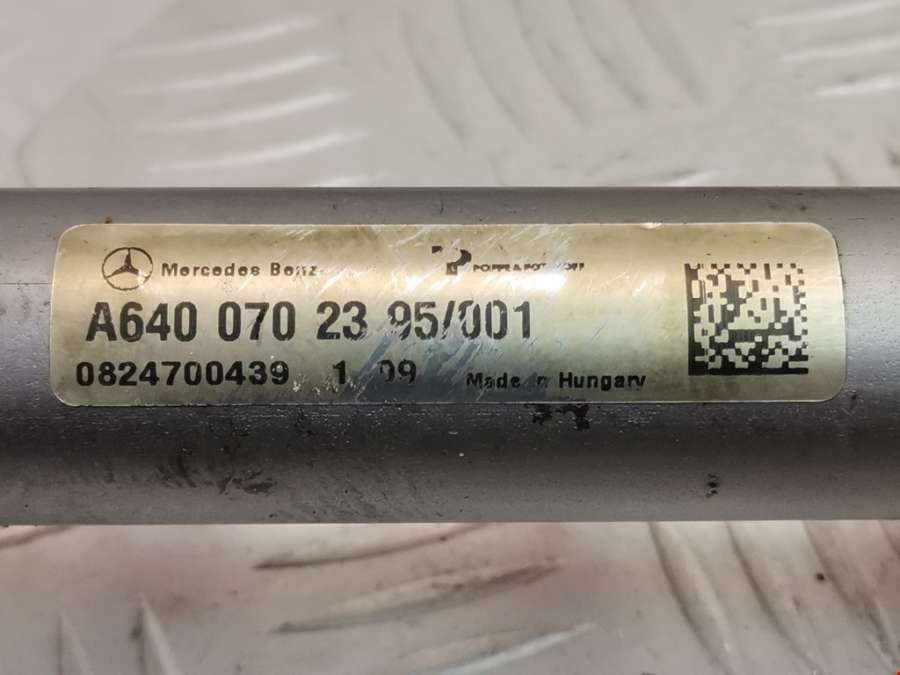 Mercedes Benz
A640 070 23 95/001
0824700439 1 09
Made in Hungary